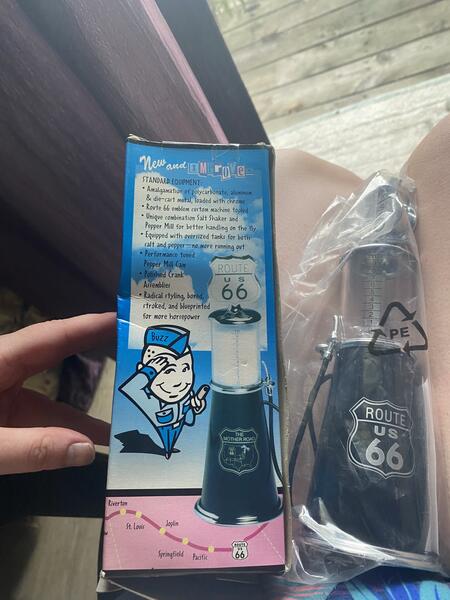 New and IMPROVE
STANDARD EQUIPMENT:
• Amalgamation of polycarbonate, aluminum
& die-cart metal, loaded with chrome
• Route 66 emblem custom machine tooled
• Unique combination Salt Shaker and
Pepper Mill for better handling on the fly
• Equipped with oversized tanks for both
salt and pepper – no more running out
• Performance tuned
Pepper Mill Cam
• Polished Crank
Assemblies
• Radical styling, bored,
stroked, and blueprinted
for more horsepower
ROUTE
US
66
Buzz
THE
MOTHER ROAD
Riverton
St. Louis
Joplin
Springfield
Pacific
ROUTE
US
66
PE
ROUTE
US
66